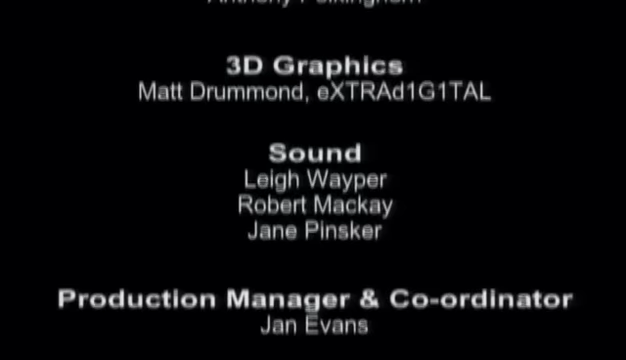 3D Graphics
Matt Drummond, eXTRAd1G1TAL
Sound
Leigh Wayper
Robert Mackay
Jane Pinsker
Production Manager & Co-ordinator
Jan Evans